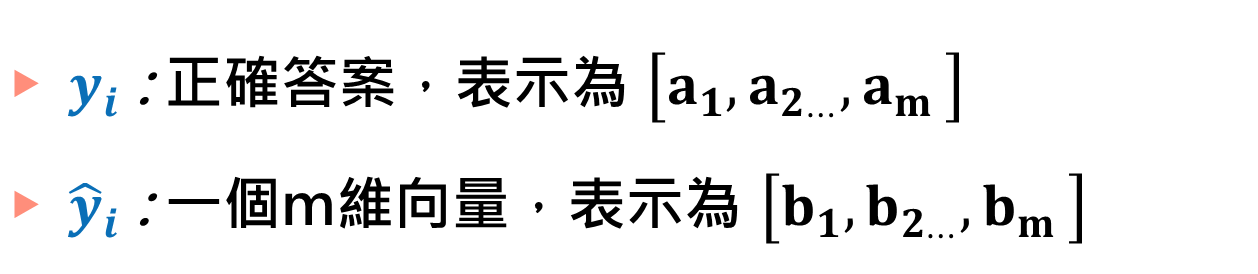 yᵢ：正確答案，表示為 [a₁, a₂…, aₘ ]
ŷᵢ：一個m維向量，表示為 [b₁, b₂…, bₘ ]